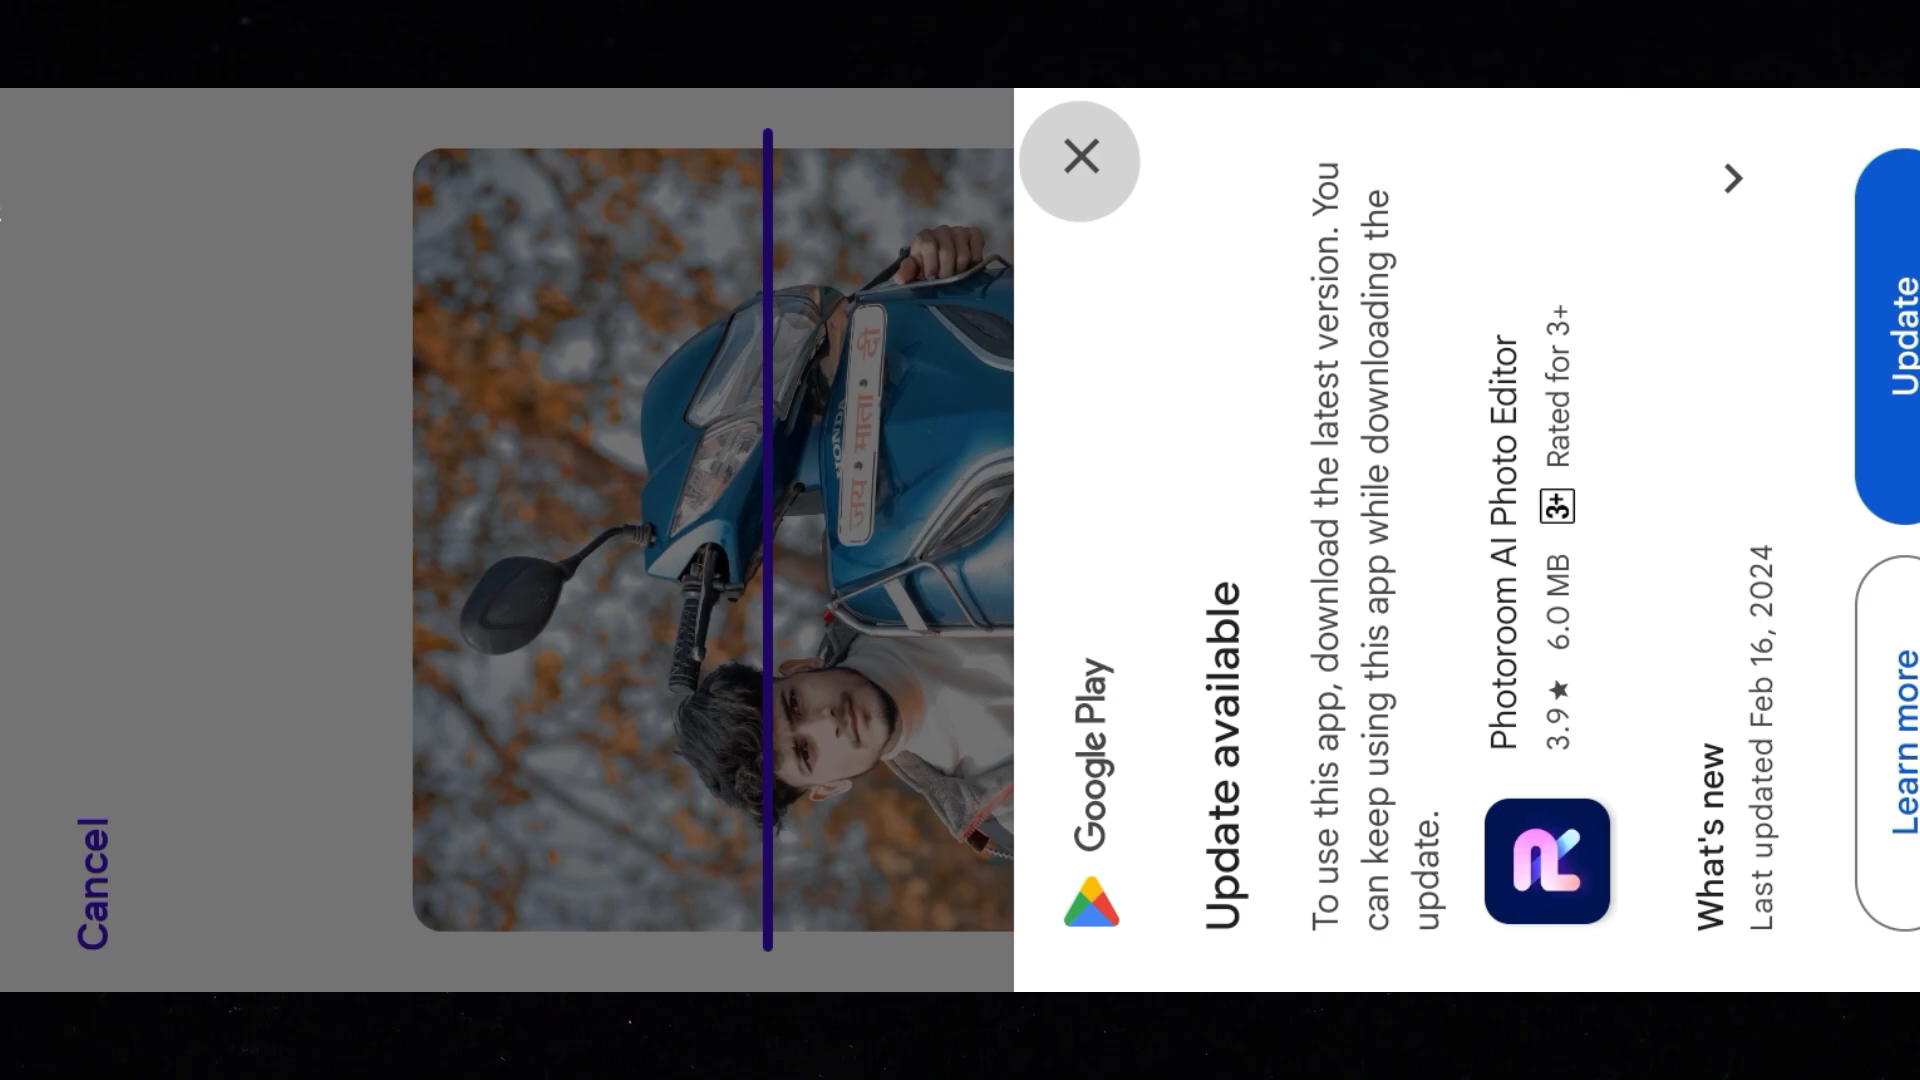 Cancel
HONDA
जय • माता • दी
Google Play
Update available
To use this app, download the latest version. You
can keep using this app while downloading the
update.
Photoroom AI Photo Editor
3.9 ★ 6.0 MB 3+ Rated for 3+
What's new
Last updated Feb 16, 2024
Learn more
Update